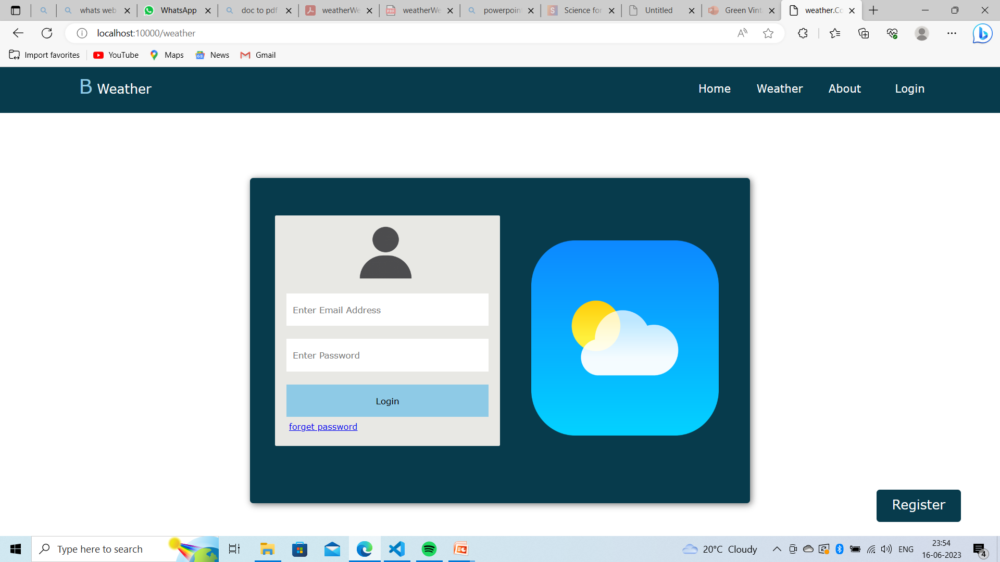 whats web
WhatsApp
doc to pdf
weatherWe
weatherWe
powerpoin
Science for
Untitled
Green Vint
weather.Co
localhost:10000/weather
Import favorites
YouTube
Maps
News
Gmail
B Weather
Home
Weather
About
Login
Enter Email Address
Enter Password
Login
forget password
Register
Type here to search
20°C Cloudy
ENG
23:54
16-06-2023
4